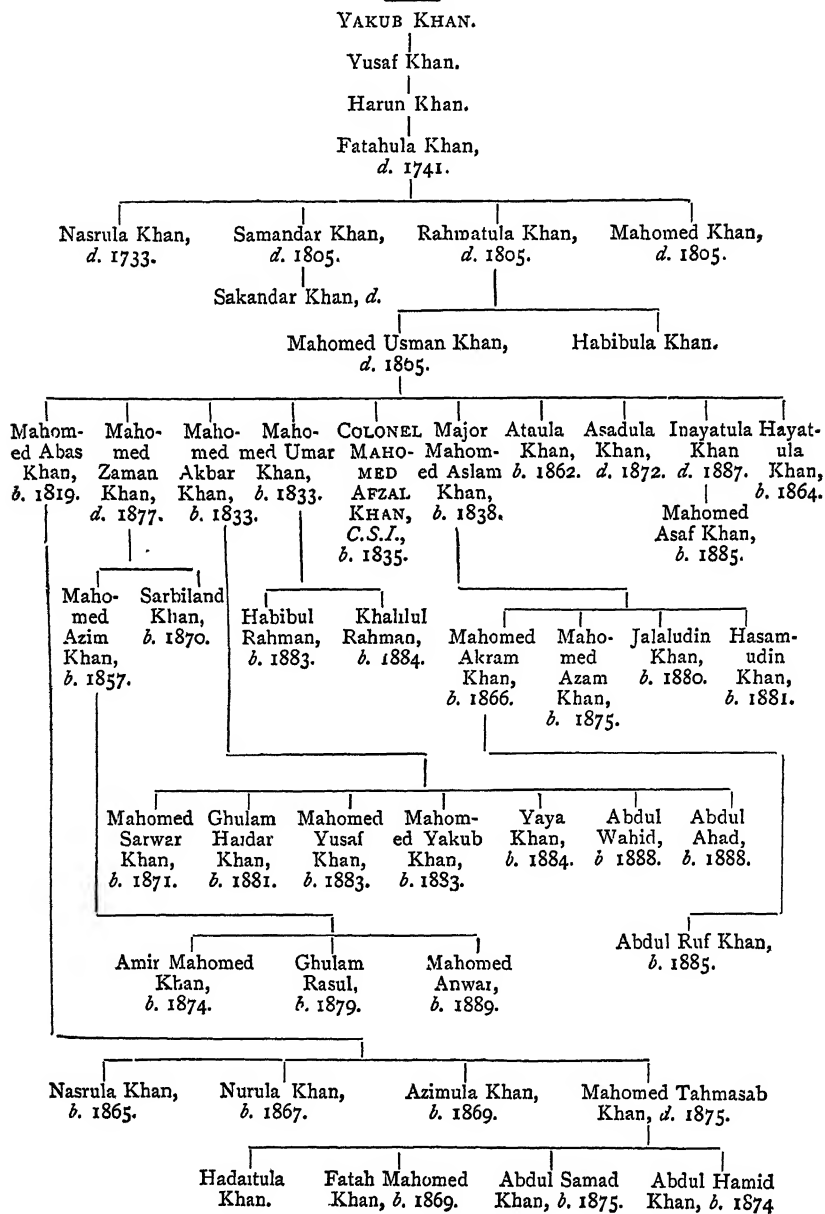 YAKUB KHAN.
Yusaf Khan.
Harun Khan.
Fatahula Khan,
d. 1741.
Nasrula Khan,
d. 1733.
Samandar Khan,
d. 1805.
Sakandar Khan, d.
Rahmatula Khan,
d. 1805.
Mahomed Khan,
d. 1805.
Mahomed Usman Khan,
d. 1865.
Habibula Khan.
Mahom-
ed Abas
Khan,
b. 1819.
Maho-
med
Zaman
Khan,
d. 1877.
Maho-
med
Akbar
Khan,
b. 1833.
Maho-
med Umar
Khan,
b. 1833.
COLONEL
MAHO-
MED
AFZAL
KHAN,
C.S.I.,
b. 1835.
Major
Mahom-
ed Aslam
Khan,
b. 1838.
Ataula
Khan,
b. 1862.
Asadula
Khan,
d. 1872.
Inayatula
Khan
d. 1887.
Mahomed
Asaf Khan,
b. 1885.
Hayat-
ula
Khan,
b. 1864.
Maho-
med
Azim
Khan,
b. 1857.
Sarbiland
Khan,
b. 1870.
Habibul
Rahman,
b. 1883.
Khalilul
Rahman,
b. 1884.
Mahomed
Akram
Khan,
b. 1866.
Maho-
med
Azam
Khan,
b. 1875.
Jalaludin
Khan,
b. 1880.
Hasam-
udin
Khan,
b. 1881.
Mahomed
Sarwar
Khan,
b. 1871.
Ghulam
Haidar
Khan,
b. 1881.
Mahomed
Yusaf
Khan,
b. 1883.
Mahom-
ed Yakub
Khan,
b. 1883.
Yaya
Khan,
b. 1884.
Abdul
Wahid,
b 1888.
Abdul
Ahad,
b. 1888.
Amir Mahomed
Khan,
b. 1874.
Ghulam
Rasul,
b. 1879.
Mahomed
Anwar,
b. 1889.
Abdul Ruf Khan,
b. 1885.
Nasrula Khan,
b. 1865.
Nurula Khan,
b. 1867.
Azimula Khan,
b. 1869.
Mahomed Tahmasab
Khan, d. 1875.
Hadaitula
Khan.
Fatah Mahomed
Khan, b. 1869.
Abdul Samad
Khan, b. 1875.
Abdul Hamid
Khan, b. 1874